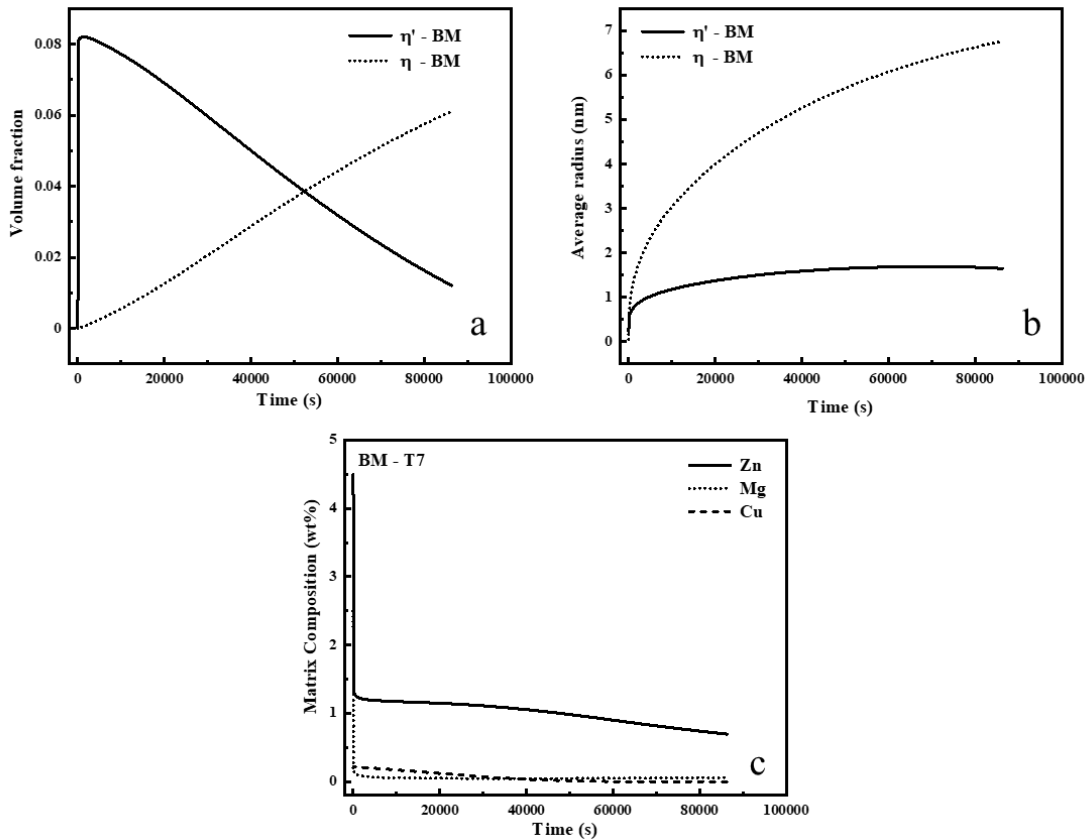 η' - BM
η - BM
0.08
0.06
0.04
0.02
0
Volume fraction
0 20000 40000 60000 80000 100000
Time (s)
a
η' - BM
η - BM
7
6
5
4
3
2
1
0
Average radius (nm)
0 20000 40000 60000 80000 100000
Time (s)
b
BM - T7
Zn
Mg
Cu
5
4
3
2
1
0
Matrix Composition (wt%)
0 20000 40000 60000 80000 100000
Time (s)
c